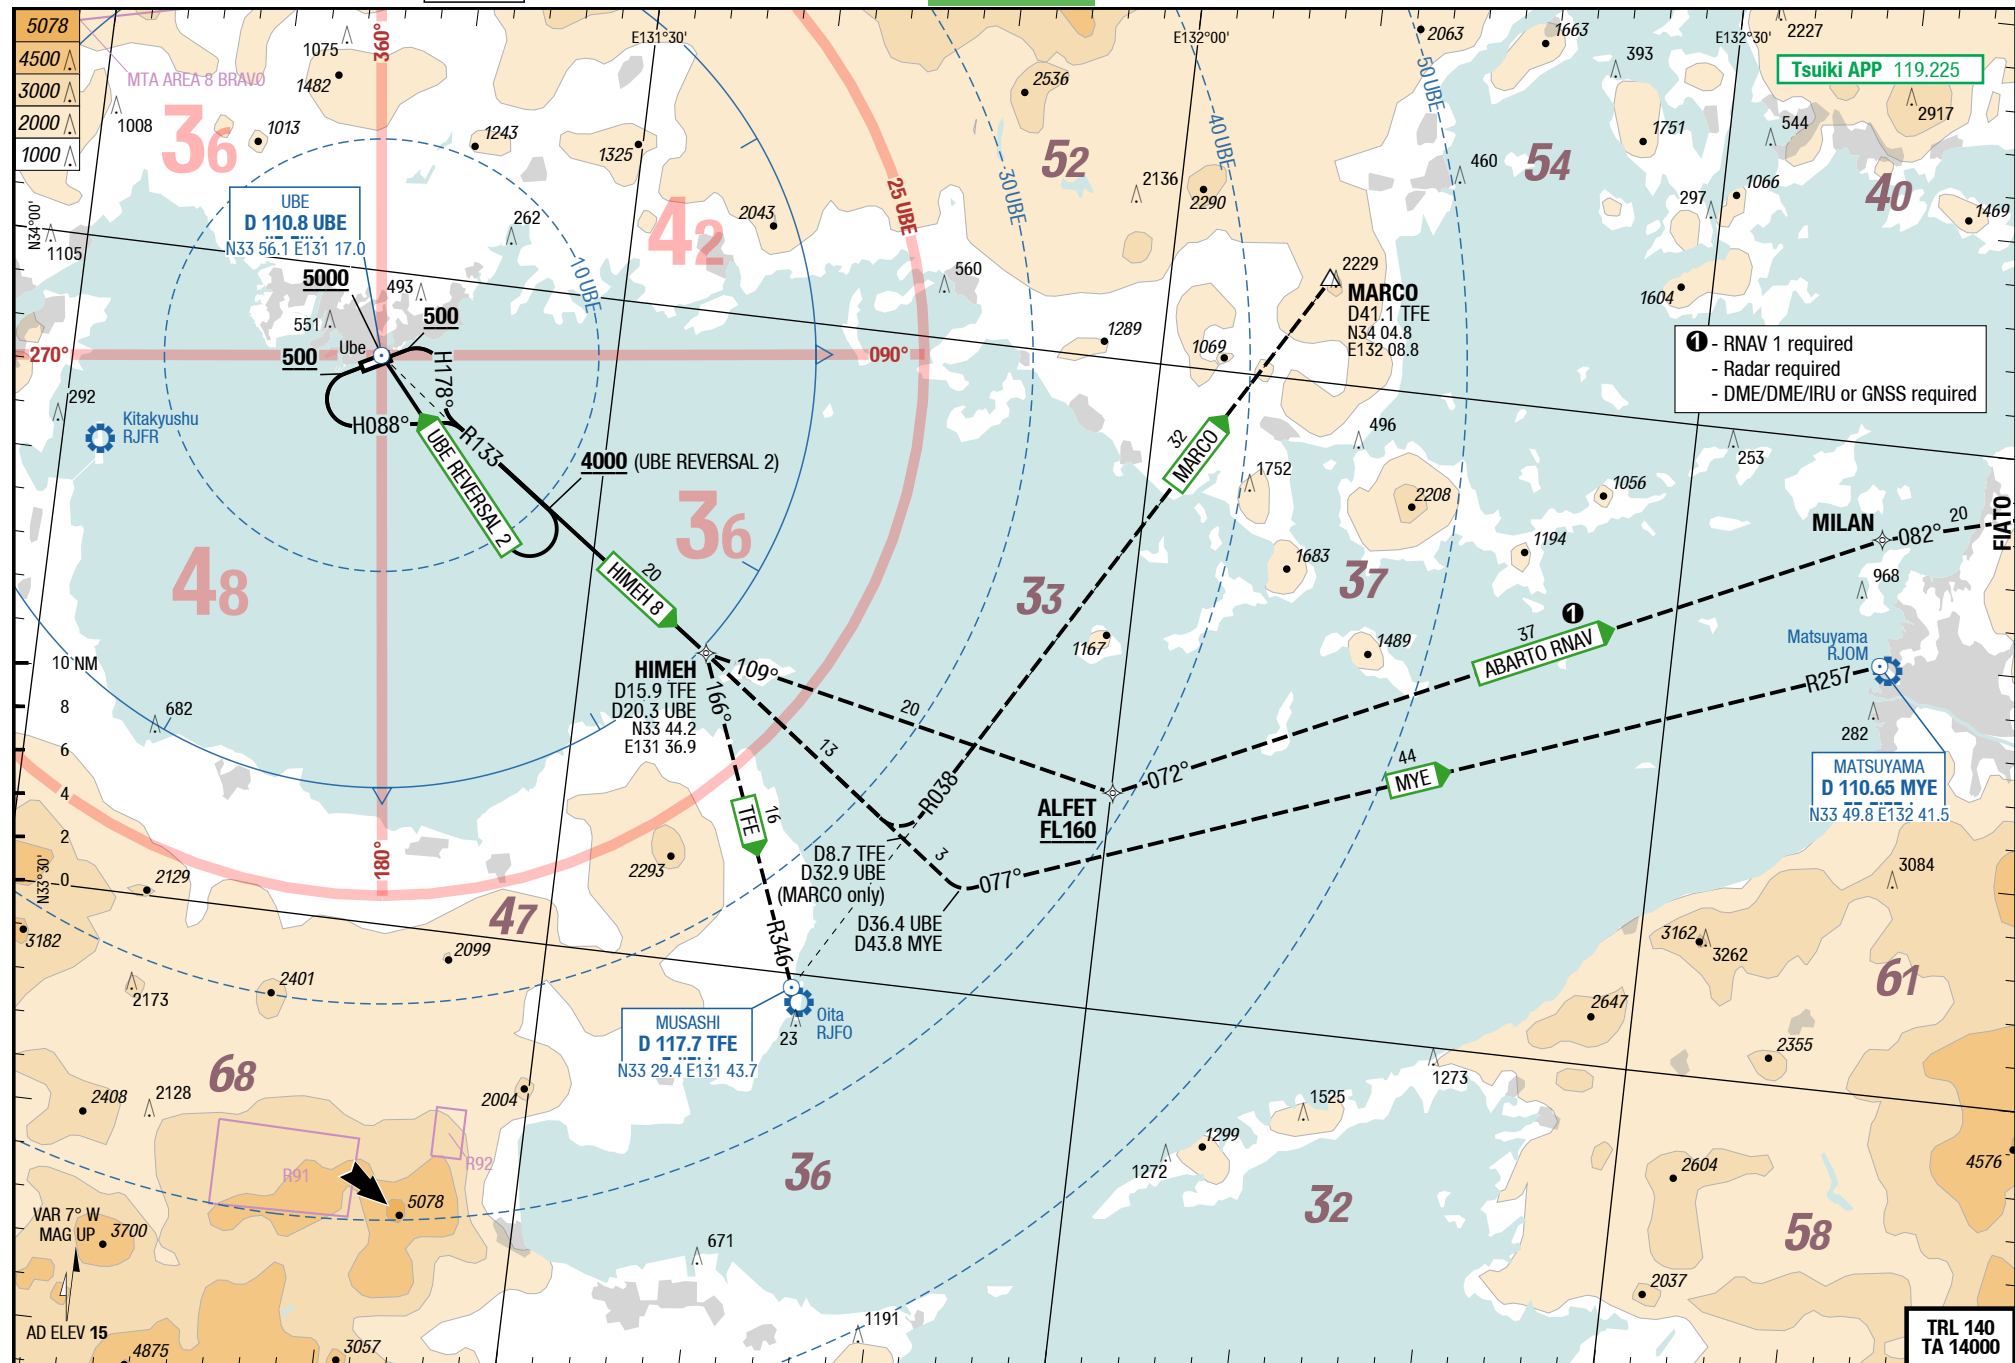 5078
4500
3000
2000
1000
MTA AREA 8 BRAVO
1075
1482
360°
E131°30'
E132°00'
E132°30'
2063
1663
393
2227
Tsuiki APP 119.225
1008
36
1013
1243
1325
2536
52
50 UBE
40 UBE
30 UBE
25 UBE
10 UBE
54
1751
544
2917
460
1066
297
40
1469
2136
2290
N34°00'
1105
UBE
D 110.8 UBE
N33 56.1 E131 17.0
262
42
2043
5000
493
500
551
Ube
500
560
2229
MARCO
D41.1 TFE
N34 04.8
E132 08.8
1604
270°
090°
1289
1069
1 - RNAV 1 required
- Radar required
- DME/DME/IRU or GNSS required
292
Kitakyushu
RJFR
H178°
H088°
R133
UBE REVERSAL 2
4000 (UBE REVERSAL 2)
32
MARCO
496
1752
2208
253
1056
1194
MILAN
082°
20
FIATO
36
48
20
HIMEH 8
33
1683
37
1489
1167
968
1
37
ABARTO RNAV
Matsuyama
RJOM
R257
10 NM
8
6
4
2
0
682
HIMEH
D15.9 TFE
D20.3 UBE
N33 44.2
E131 36.9
109°
166°
20
13
R038
072°
44
MYE
282
MATSUYAMA
D 110.65 MYE
N33 49.8 E132 41.5
ALFET
FL160
16
TFE
180°
2293
D8.7 TFE
D32.9 UBE
(MARCO only)
3
077°
D36.4 UBE
D43.8 MYE
N33°30'
2129
3182
47
2099
2401
2173
R346
3084
3162
3262
61
2647
2355
MUSASHI
D 117.7 TFE
N33 29.4 E131 43.7
Oita
RJFO
23
68
2408
2128
2004
1273
1525
1299
1272
R91
R92
5078
36
32
2604
4576
58
VAR 7° W
MAG UP
3700
671
2037
AD ELEV 15
4875
3057
1191
TRL 140
TA 14000